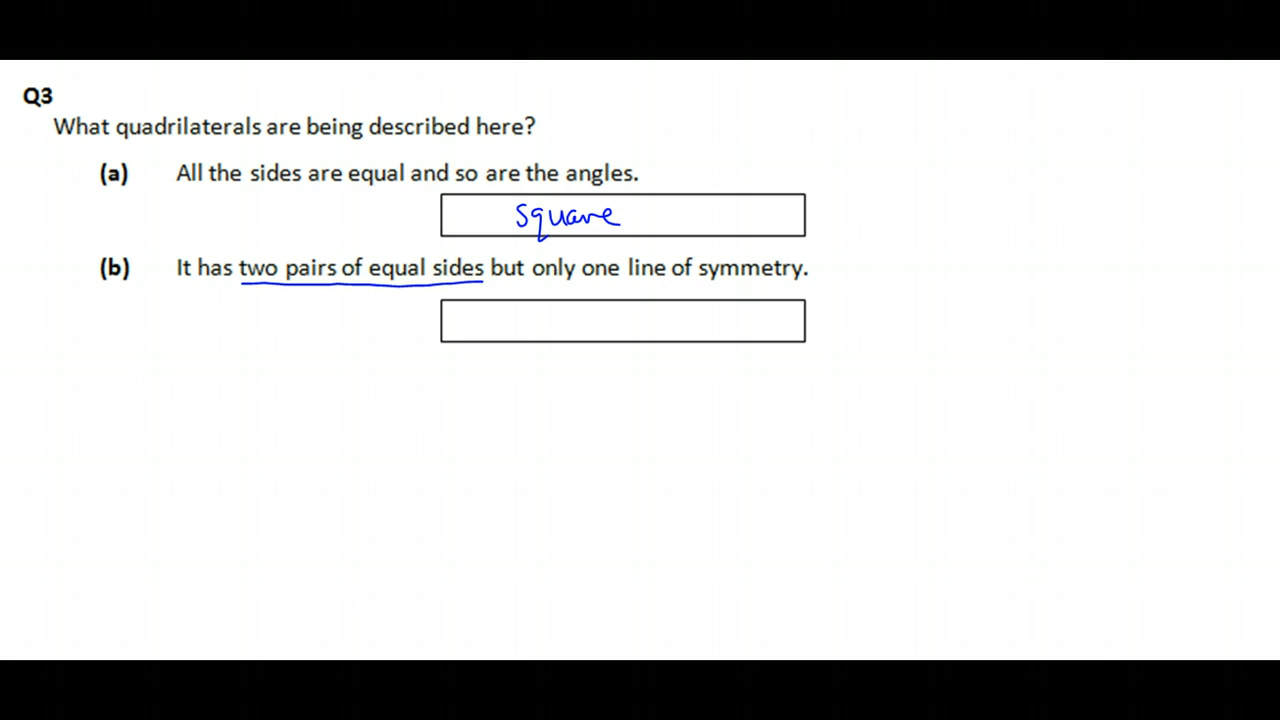 Q3
What quadrilaterals are being described here?
(a) All the sides are equal and so are the angles.
square
(b) It has two pairs of equal sides but only one line of symmetry.